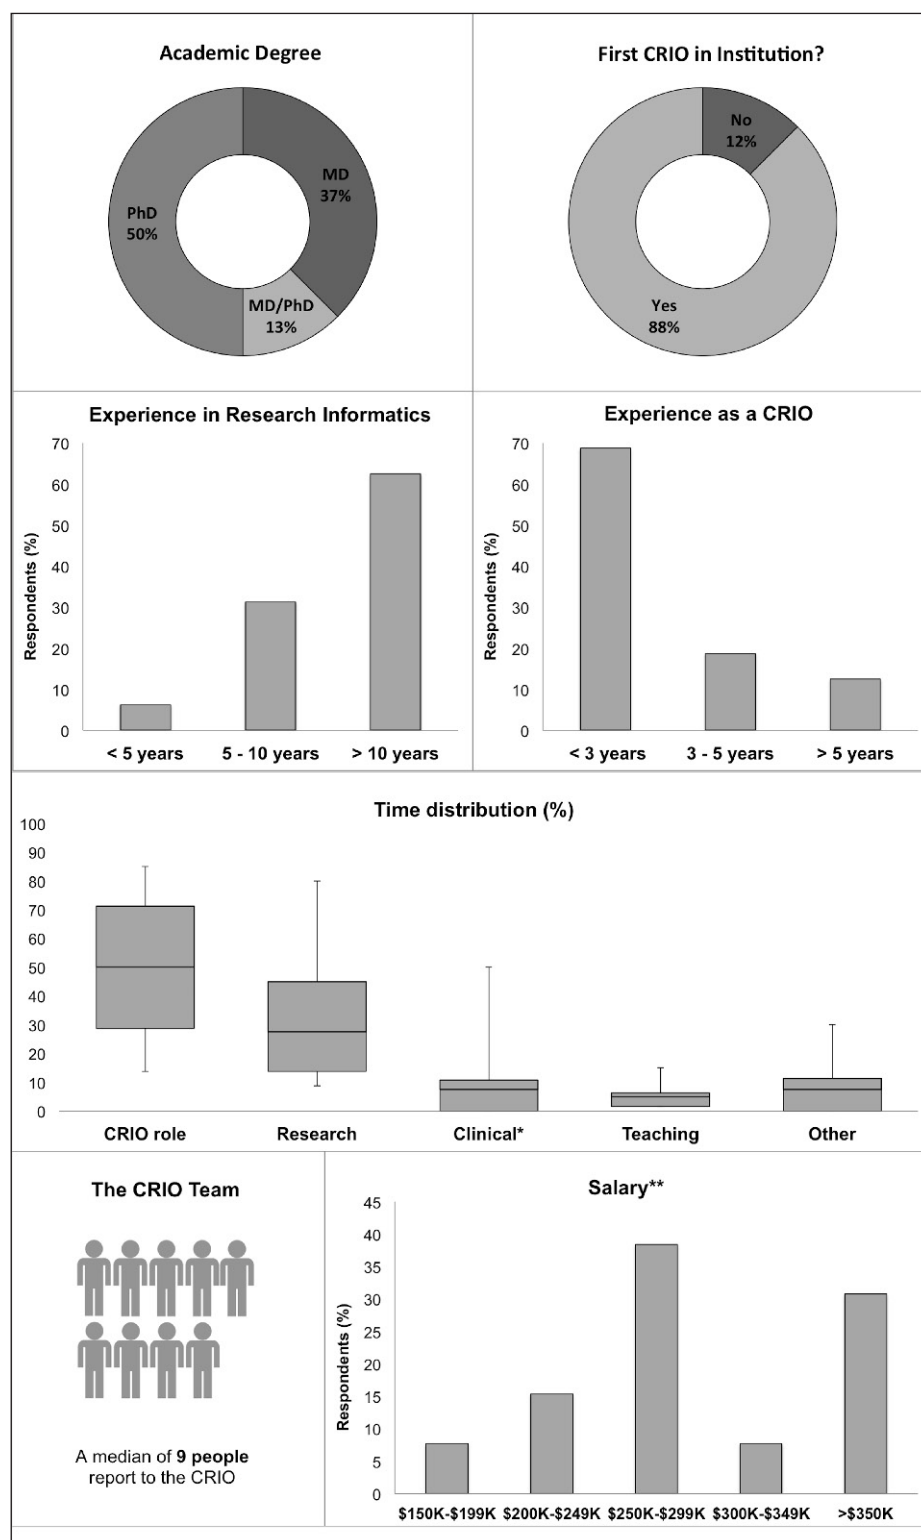 Academic Degree
MD
37%
PhD
50%
MD/PhD
13%
First CRIO in Institution?
No
12%
Yes
88%
Experience in Research Informatics
Respondents (%)
70
60
50
40
30
20
10
0
< 5 years
5 - 10 years
> 10 years
Experience as a CRIO
Respondents (%)
70
60
50
40
30
20
10
0
< 3 years
3 - 5 years
> 5 years
Time distribution (%)
100
90
80
70
60
50
40
30
20
10
0
CRIO role
Research
Clinical*
Teaching
Other
The CRIO Team
A median of 9 people
report to the CRIO
Salary**
Respondents (%)
45
40
35
30
25
20
15
10
5
0
$150K-$199K
$200K-$249K
$250K-$299K
$300K-$349K
>$350K